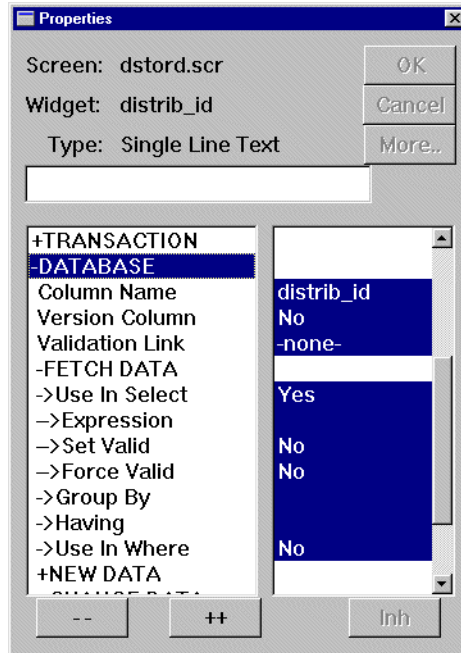 Properties
Screen: dstord.scr OK
Widget: distrib_id Cancel
Type: Single Line Text More..
+TRANSACTION
-DATABASE
Column Name distrib_id
Version Column No
Validation Link -none-
-FETCH DATA
->Use In Select Yes
-->Expression
-->Set Valid No
-->Force Valid No
->Group By
->Having
->Use In Where No
+NEW DATA
-- ++ Inh